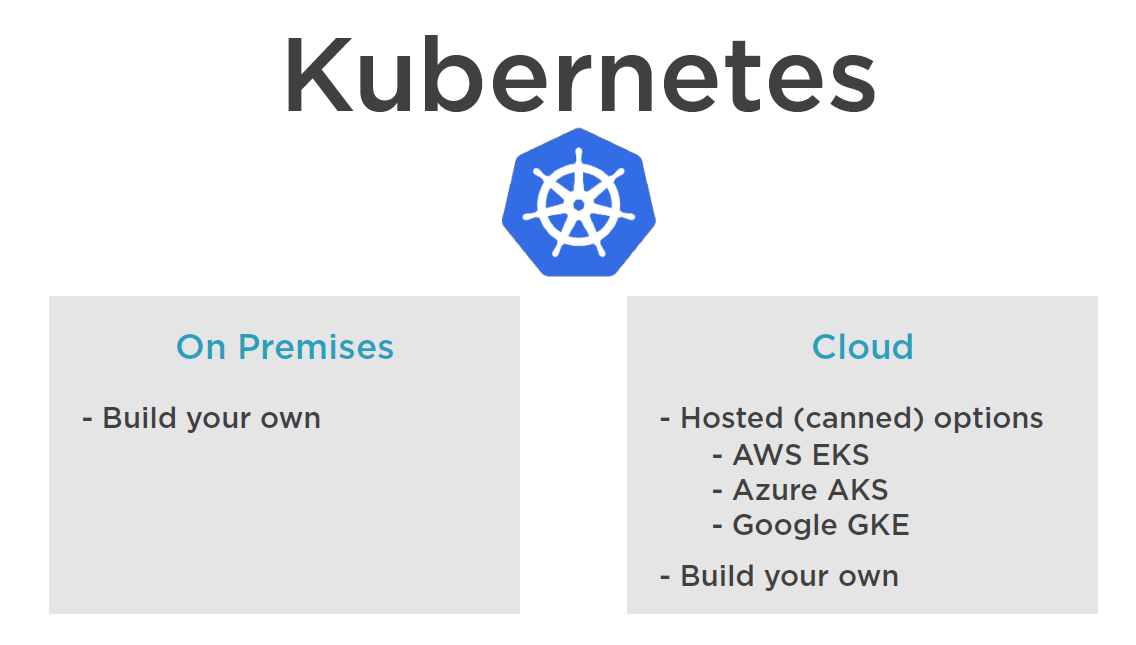 Kubernetes
On Premises
- Build your own
Cloud
- Hosted (canned) options
- AWS EKS
- Azure AKS
- Google GKE
- Build your own